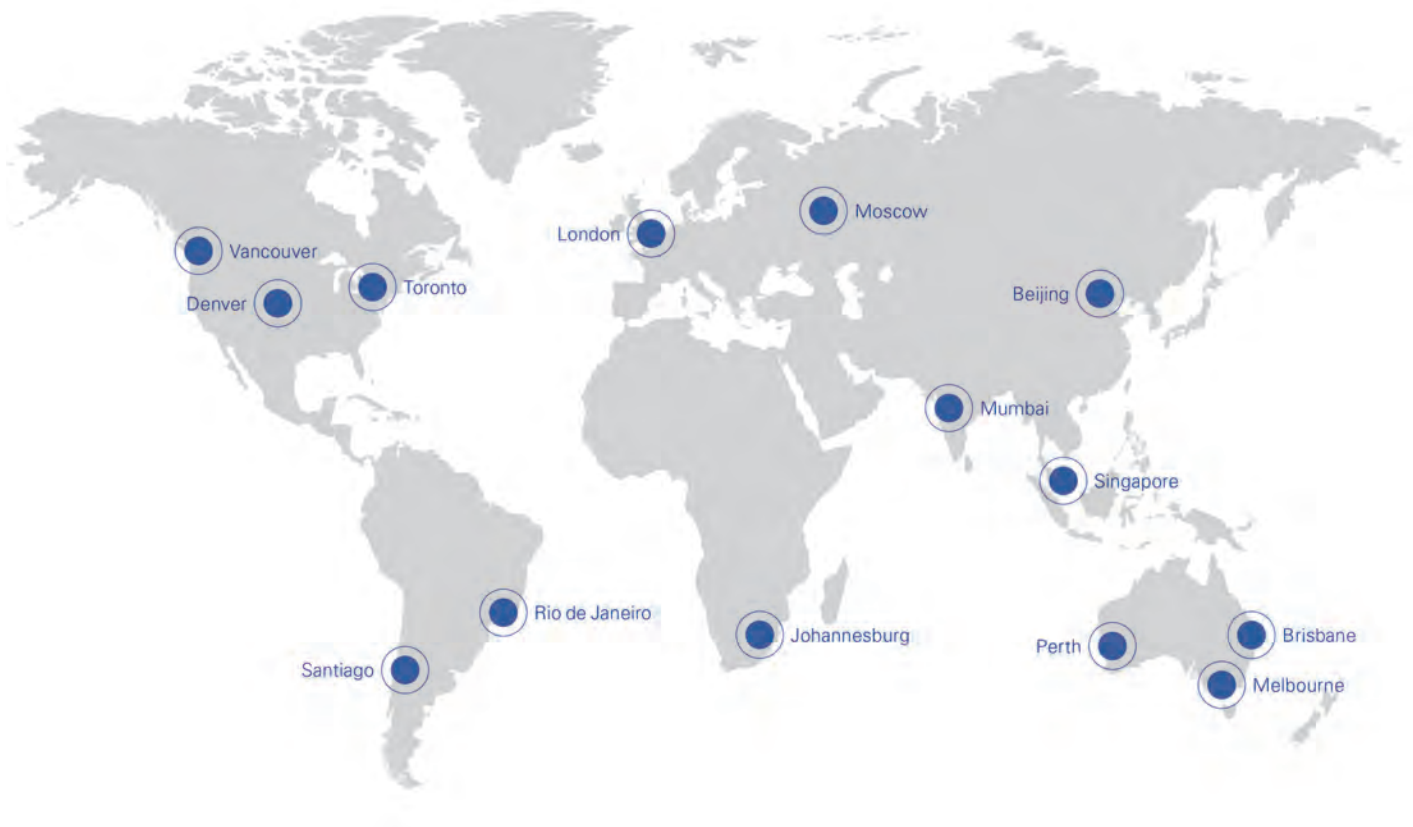 Moscow
London
Vancouver
Toronto
Beijing
Denver
Mumbai
Singapore
Rio de Janeiro
Johannesburg
Brisbane
Perth
Santiago
Melbourne